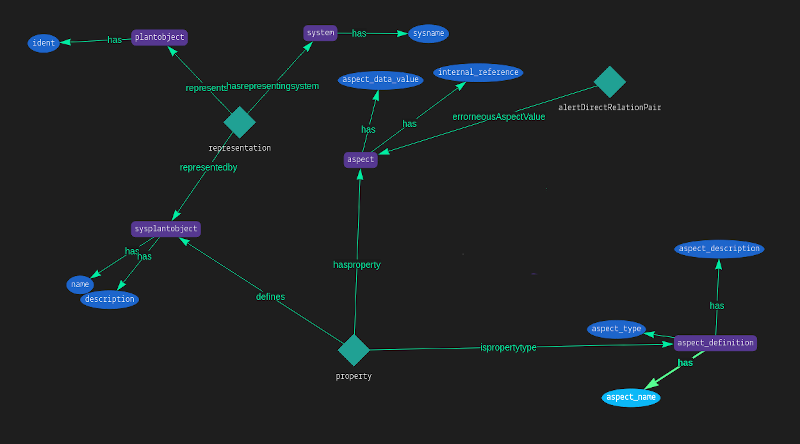 plantobject
system
ident
has
has
sysname
represents
hasrepresentingsystem
aspect_data_value
internal_reference
alertDirectRelationPair
errorneousAspectValue
has
has
representation
representedby
aspect
sysplantobject
has
has
name
description
hasproperty
aspect_description
defines
has
aspect_type
ispropertytype
aspect_definition
property
has
aspect_name